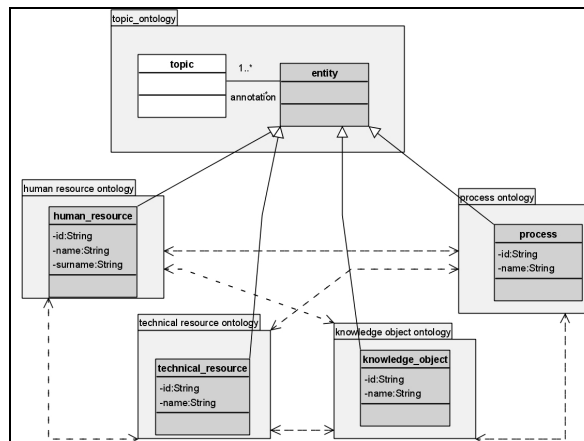 topic_ontology
topic
1..*
entity
annotation
human resource ontology
human_resource
-id:String
-name:String
-surname:String
process ontology
process
-id:String
-name:String
technical resource ontology
technical_resource
-id:String
-name:String
knowledge object ontology
knowledge_object
-id:String
-name:String